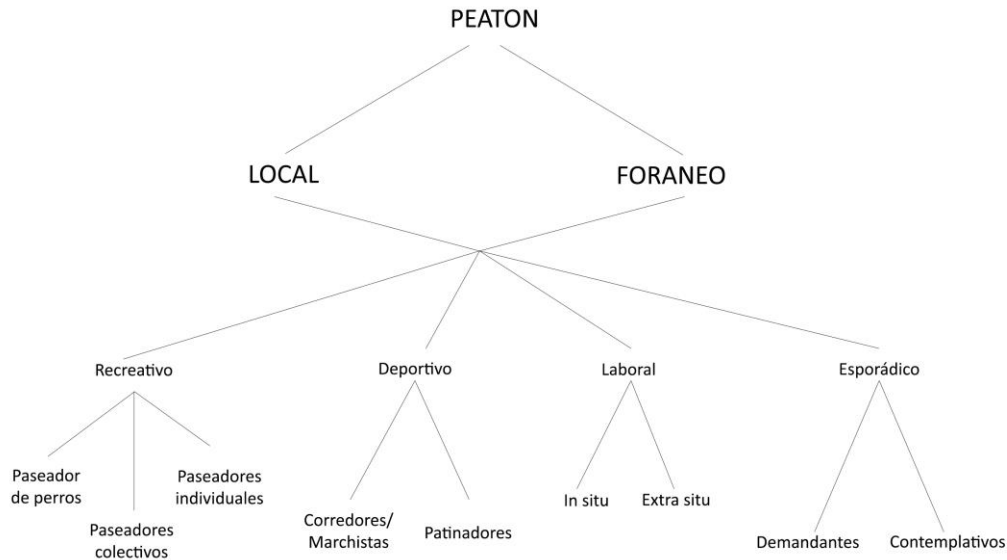 PEATON
LOCAL
FORANEO
Recreativo
Deportivo
Laboral
Esporádico
Paseador
de perros
Paseadores
colectivos
Paseadores
individuales
Corredores/
Marchistas
Patinadores
In situ
Extra situ
Demandantes
Contemplativos